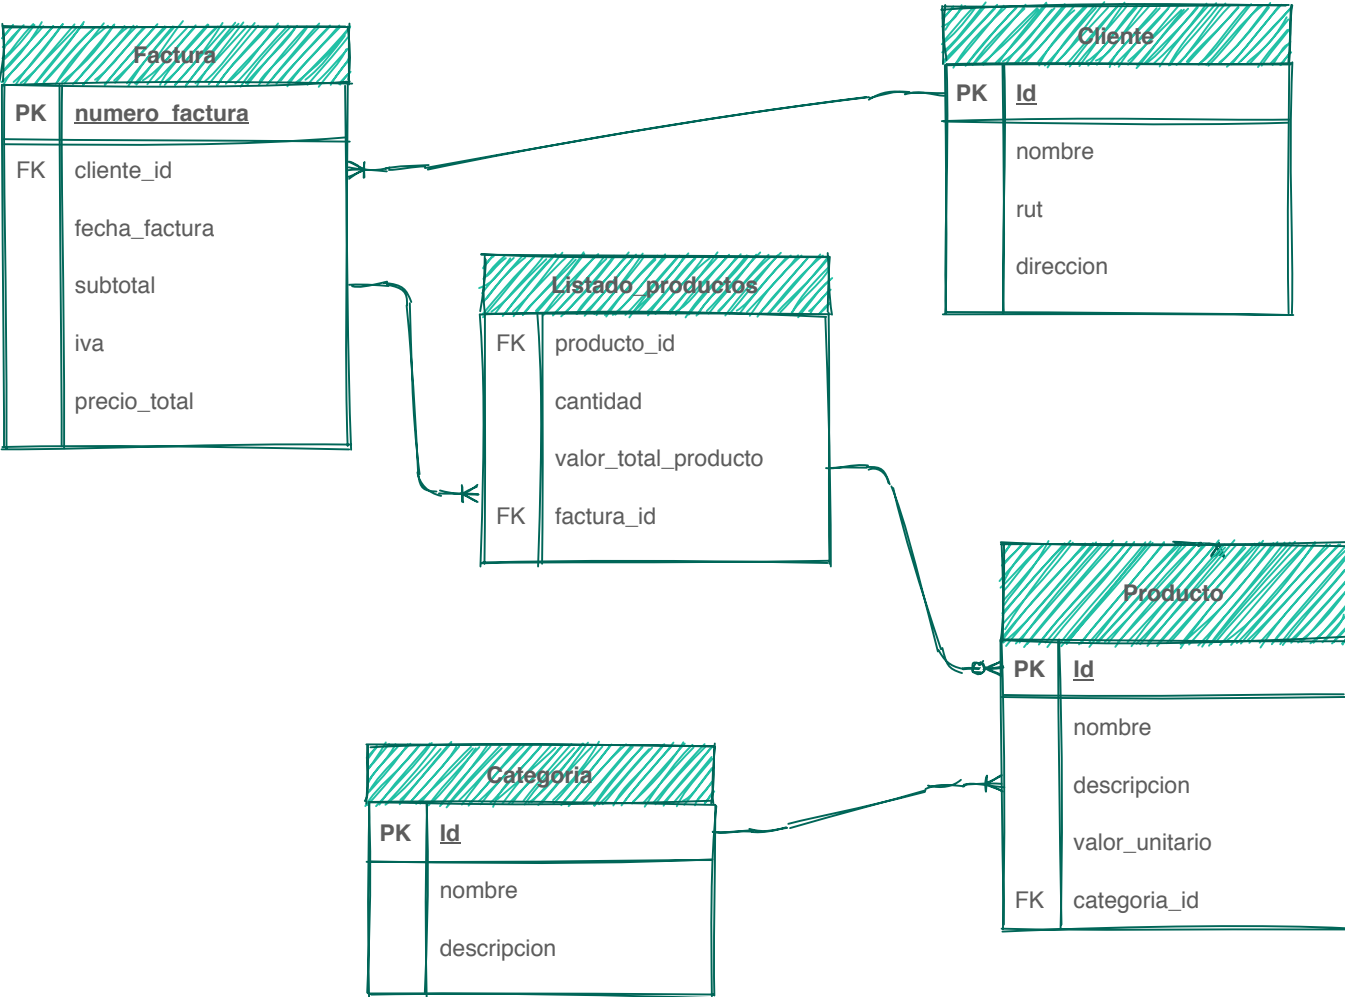 Factura
PK numero_factura
FK cliente_id
fecha_factura
subtotal
iva
precio_total
Cliente
PK Id
nombre
rut
direccion
Listado_productos
FK producto_id
cantidad
valor_total_producto
FK factura_id
Producto
PK Id
nombre
descripcion
valor_unitario
FK categoria_id
Categoria
PK Id
nombre
descripcion